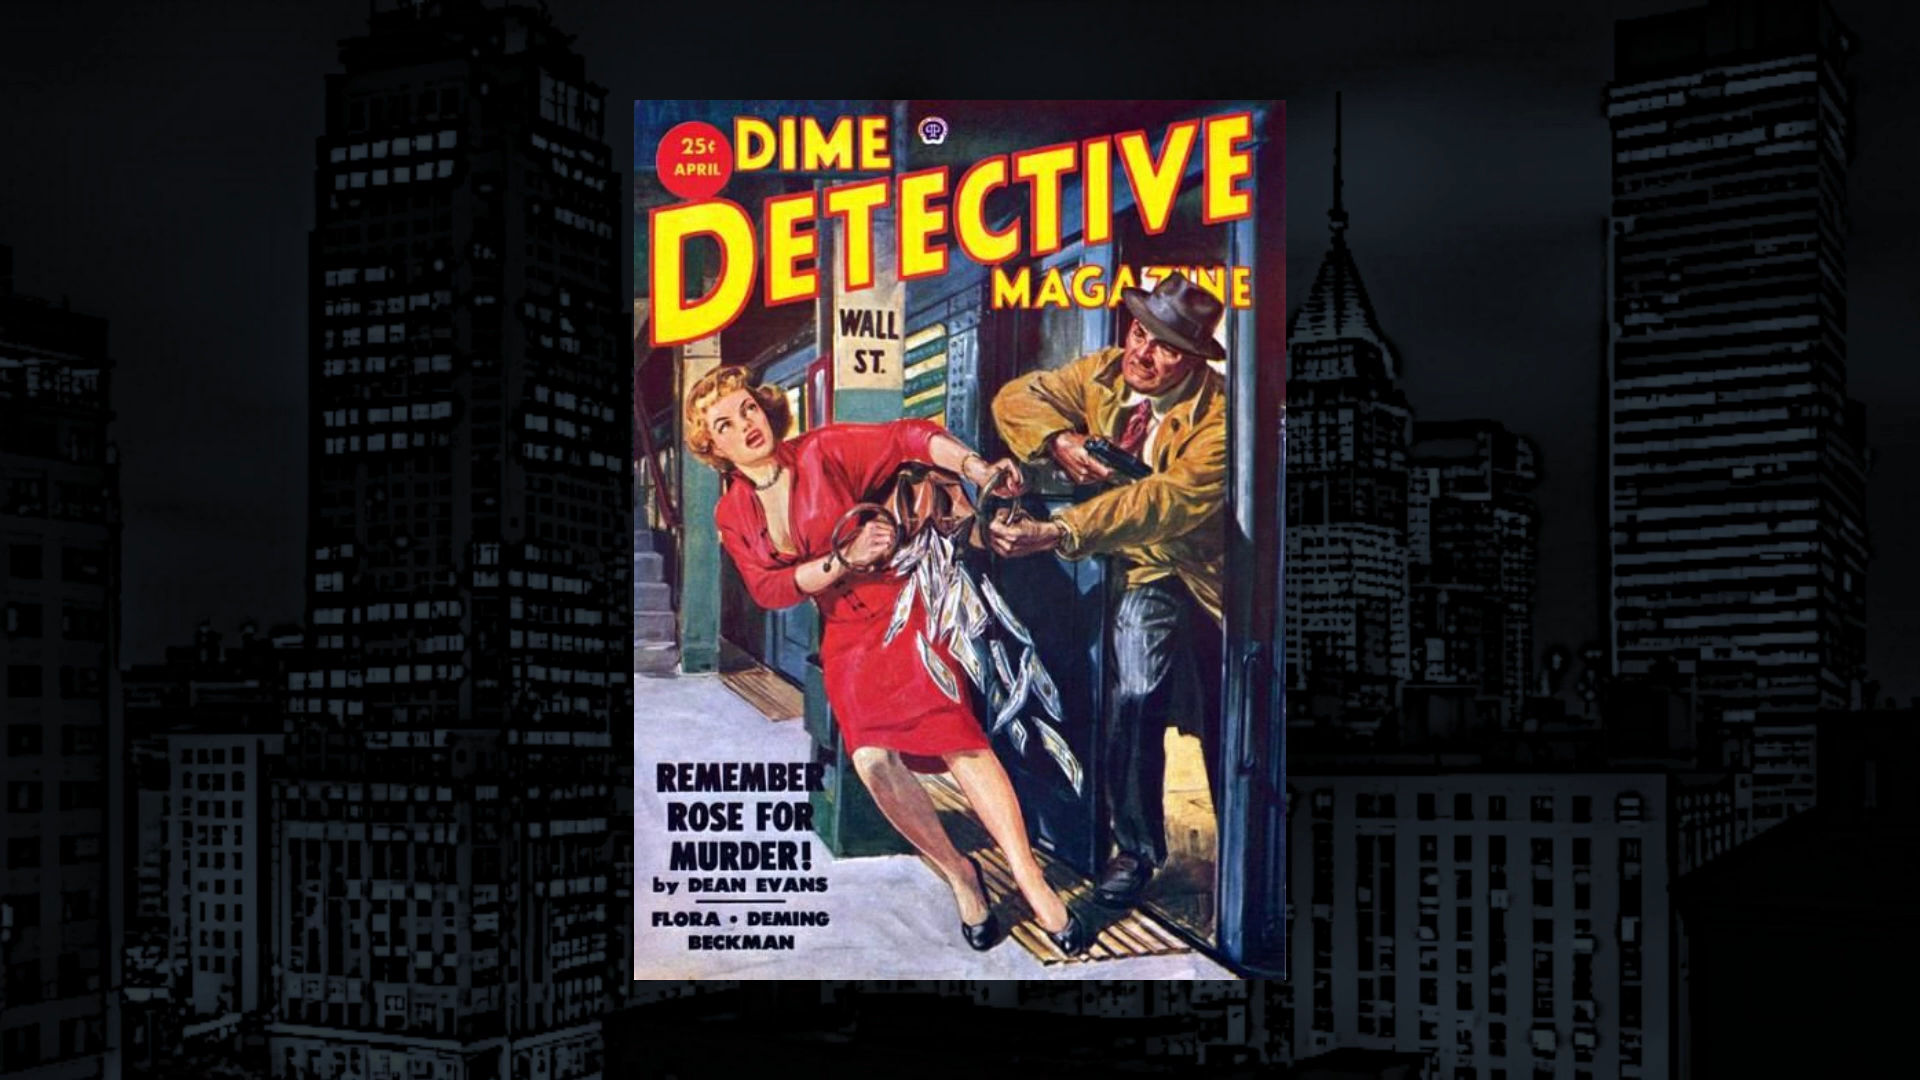 25¢
APRIL
DIME
DETECTIVE
MAGAZINE
WALL
ST.
REMEMBER
ROSE FOR
MURDER!
by DEAN EVANS
FLORA • DEMING
BECKMAN